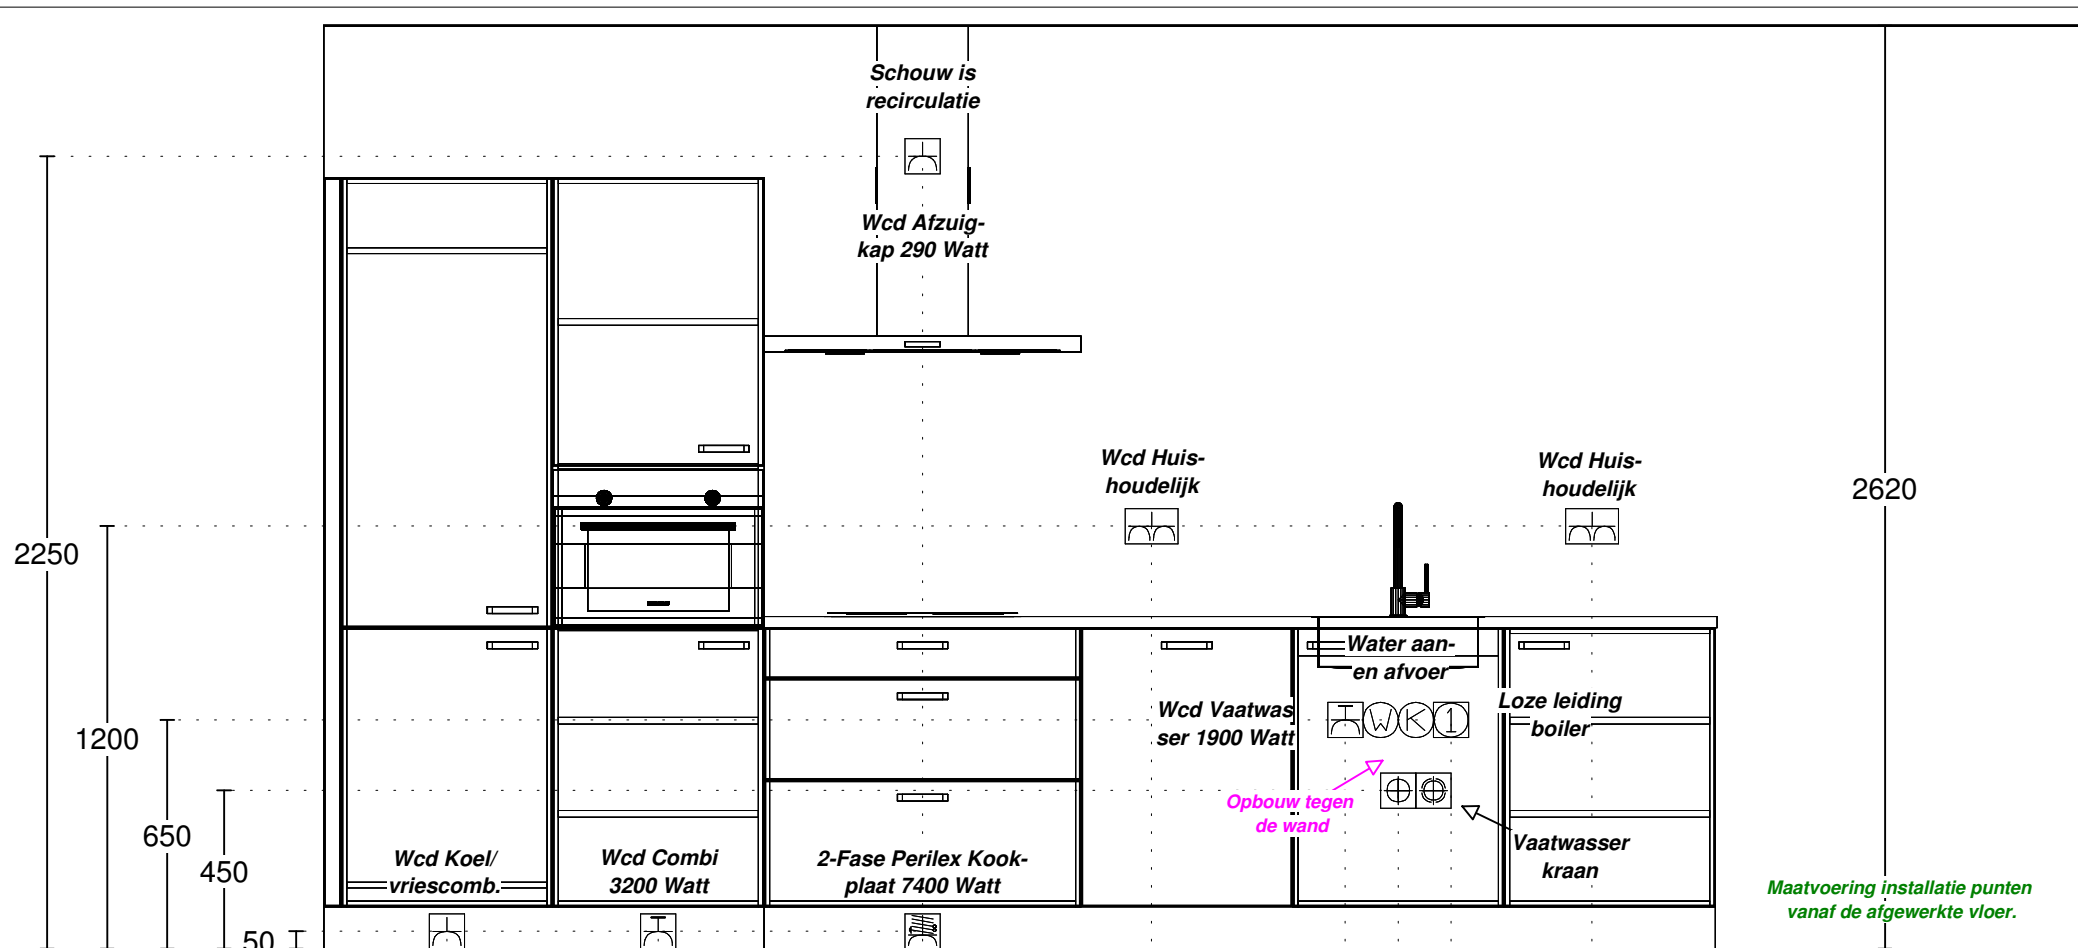 Schouw is
recirculatie
Wcd Afzuig-
kap 290 Watt
Wcd Huis-
houdelijk
Wcd Huis-
houdelijk
2620
2250
1200
650
450
50
Water aan-
en afvoer
Wcd Vaatwas
ser 1900 Watt
W K 1
Loze leiding
boiler
Opbouw tegen
de wand
Vaatwasser
kraan
Wcd Koel/
vriescomb.
Wcd Combi
3200 Watt
2-Fase Perilex Kook-
plaat 7400 Watt
Maatvoering installatie punten
vanaf de afgewerkte vloer.